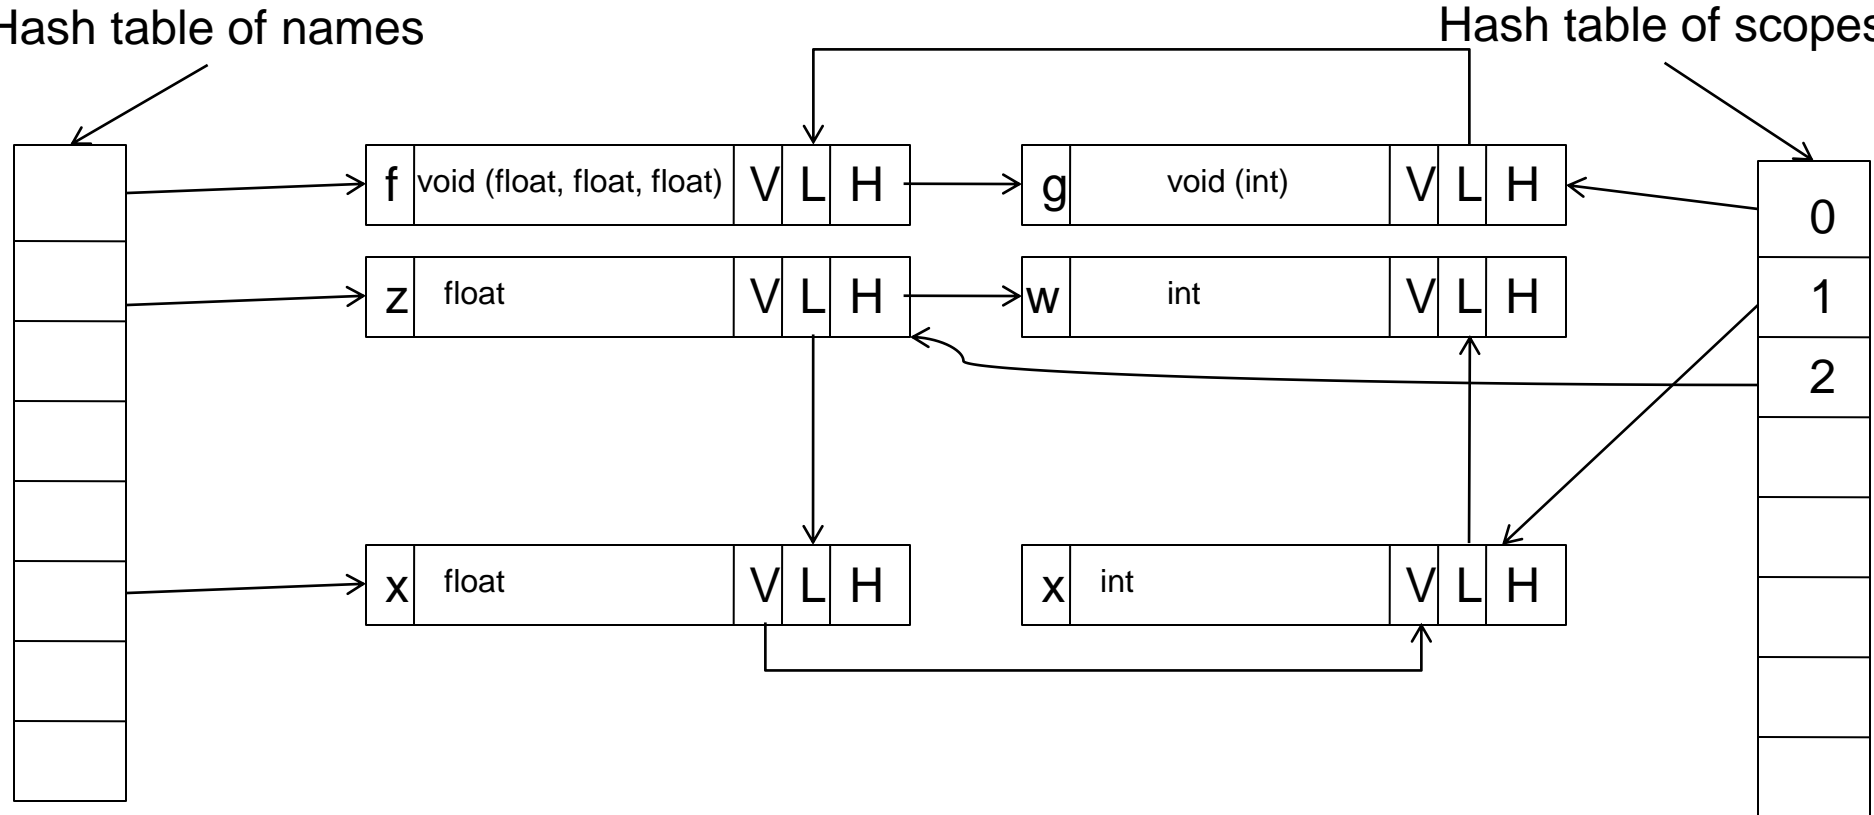 Hash table of names
Hash table of scopes
f void (float, float, float) V L H
g void (int) V L H
0
z float V L H
w int V L H
1
2
x float V L H
x int V L H